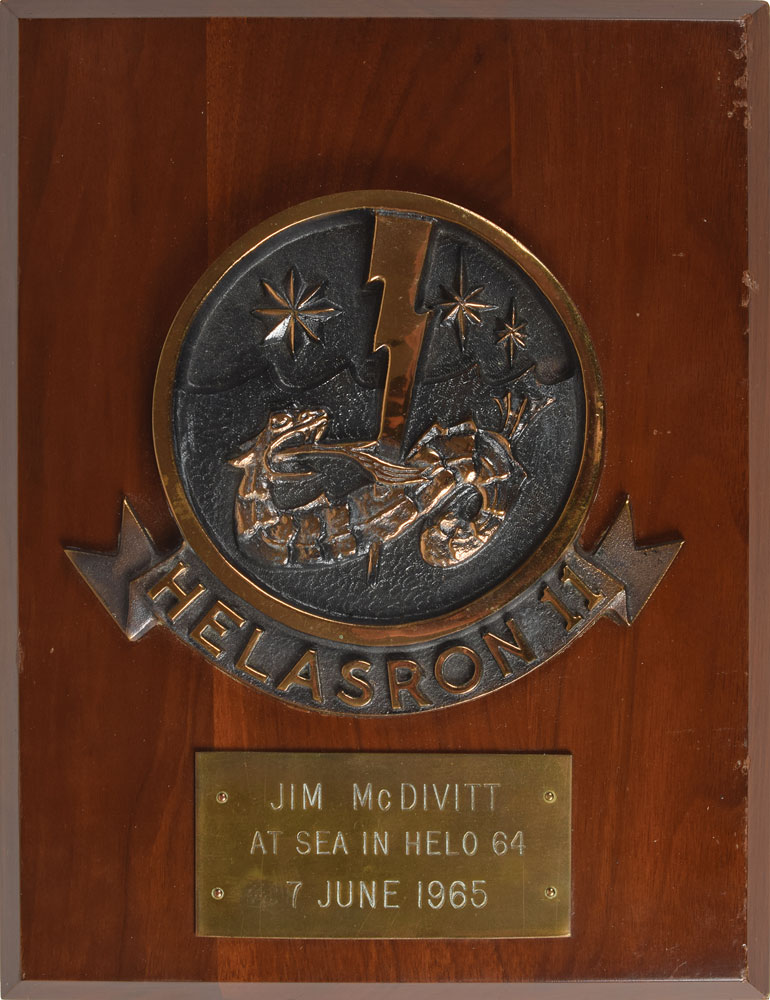 HELASRON 11
JIM McDIVITT
AT SEA IN HELO 64
7 JUNE 1965